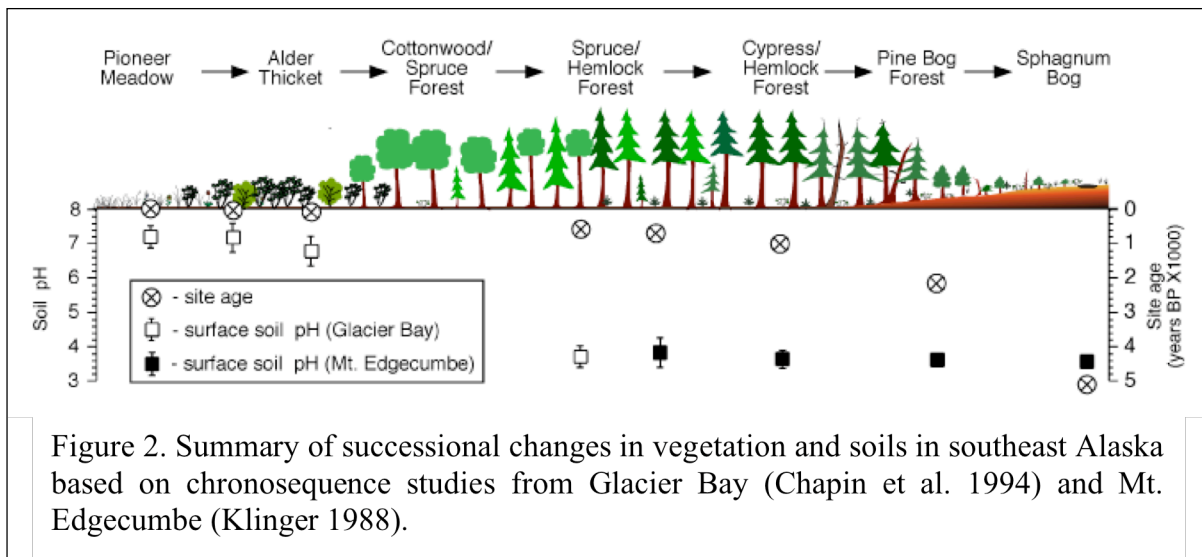 Pioneer Meadow → Alder Thicket → Cottonwood/ Spruce Forest → Spruce/ Hemlock Forest → Cypress/ Hemlock Forest → Pine Bog Forest → Sphagnum Bog
8
7
6
5
4
3
Soil pH
0
1
2
3
4
5
Site age
(years BP X1000)
- site age
- surface soil pH (Glacier Bay)
- surface soil pH (Mt. Edgecumbe)
Figure 2. Summary of successional changes in vegetation and soils in southeast Alaska
based on chronosequence studies from Glacier Bay (Chapin et al. 1994) and Mt.
Edgecumbe (Klinger 1988).